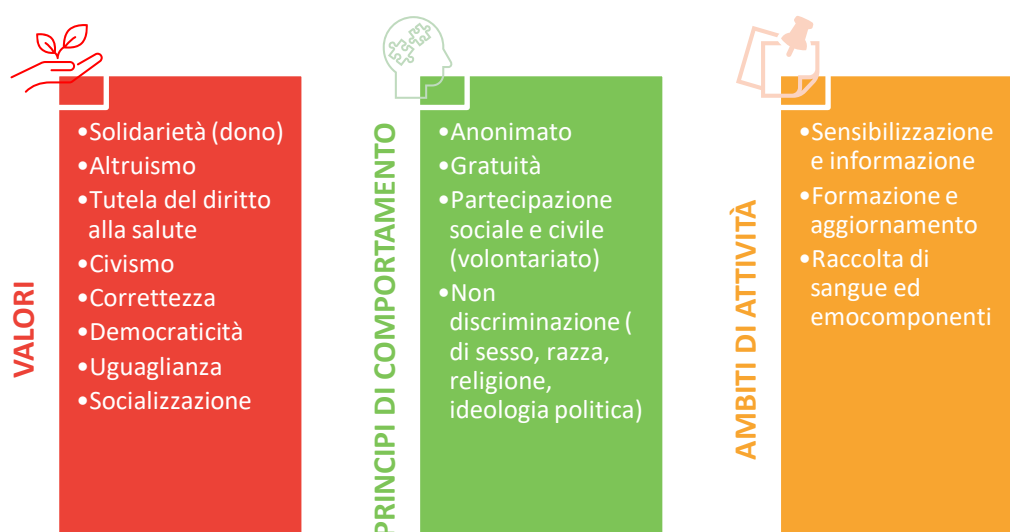 VALORI
•Solidarietà (dono)
•Altruismo
•Tutela del diritto
alla salute
•Civismo
•Correttezza
•Democraticità
•Uguaglianza
•Socializzazione
PRINCIPI DI COMPORTAMENTO
•Anonimato
•Gratuità
•Partecipazione
sociale e civile
(volontariato)
•Non
discriminazione (
di sesso, razza,
religione,
ideologia politica)
AMBITI DI ATTIVITÀ
•Sensibilizzazione
e informazione
•Formazione e
aggiornamento
•Raccolta di
sangue ed
emocomponenti